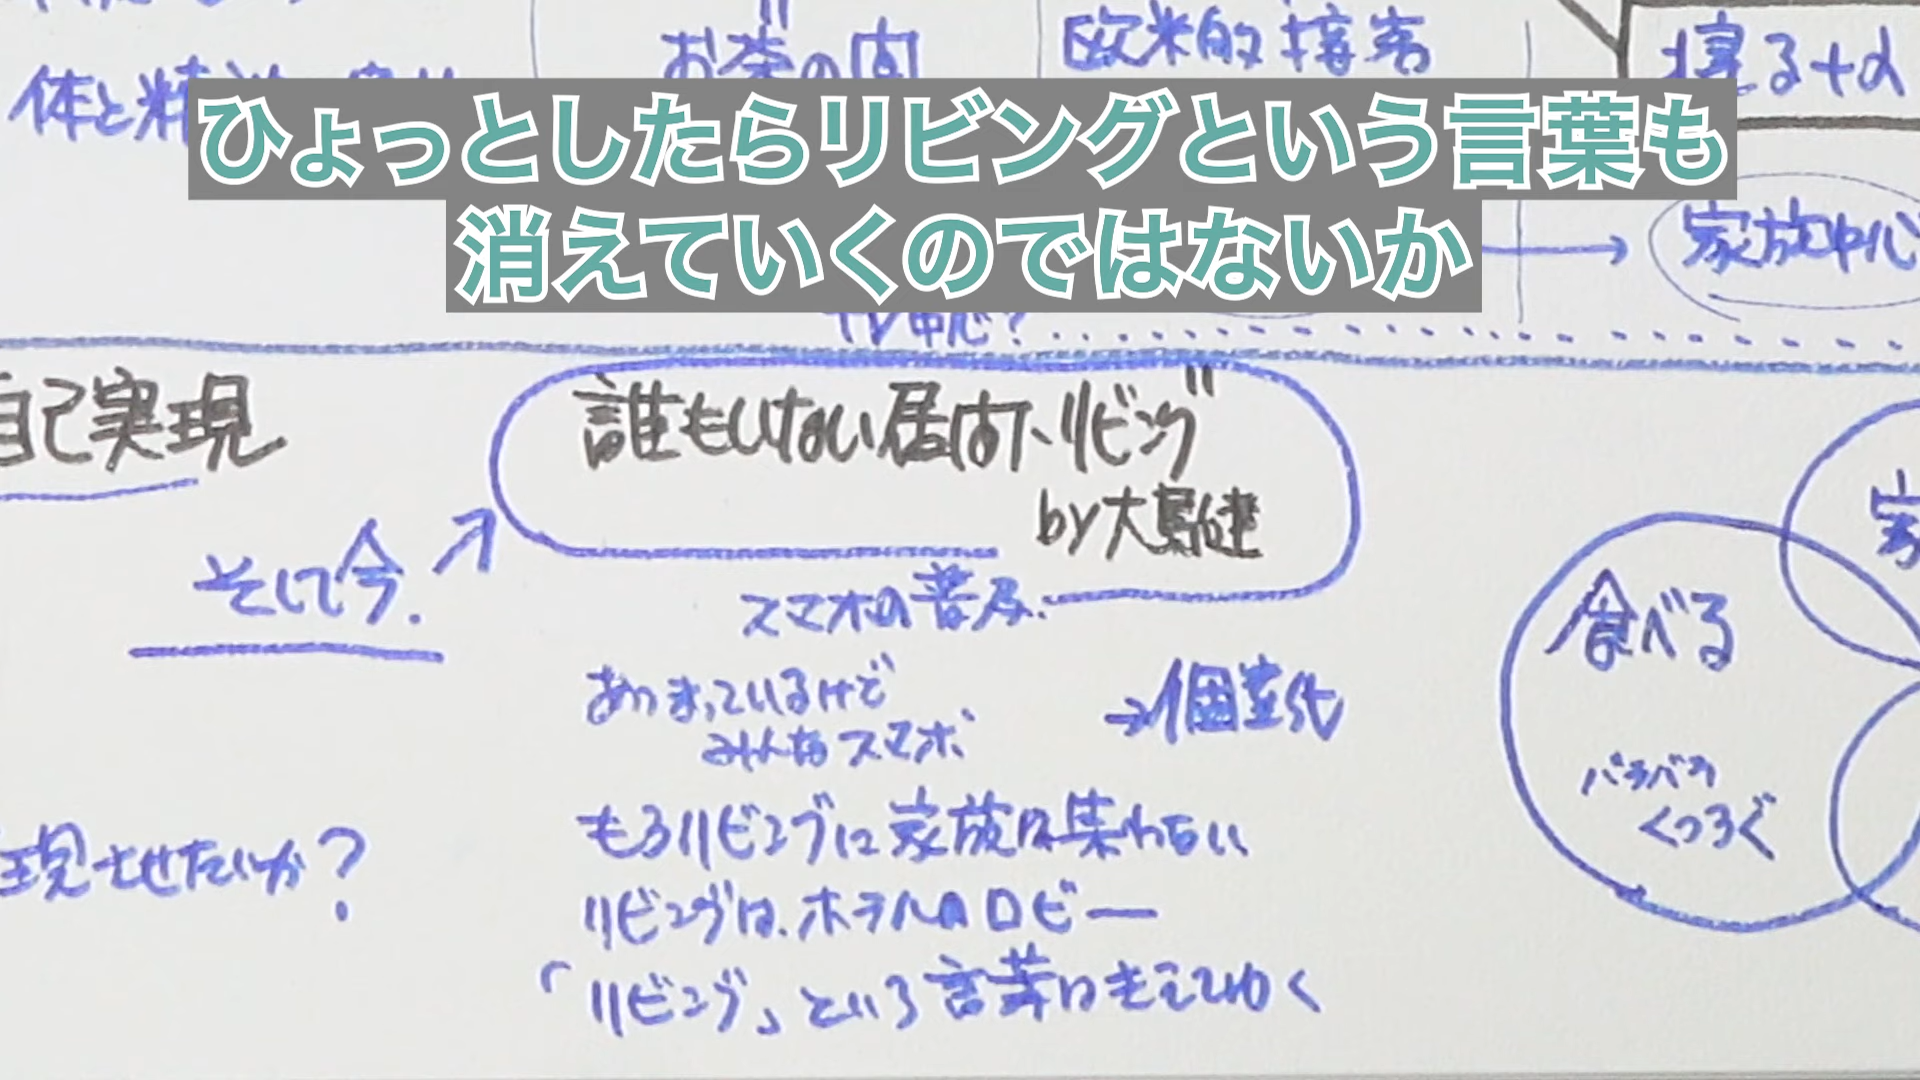 お茶の間
欧米的接客
体と精
ひょっとしたらリビングという言葉も
消えていくのではないか
家族中心
TV中心?
自己実現
誰もいない居間、リビング
by大
そして今.
スマホの普及.
あつまっているけど
みんなスマホ
→個室化
食べる
バラバラ
くつろぐ
現させたいか?
もうリビングに家族は集わない
リビングは、ホテルのロビー
「リビング」という言葉はきえてゆく